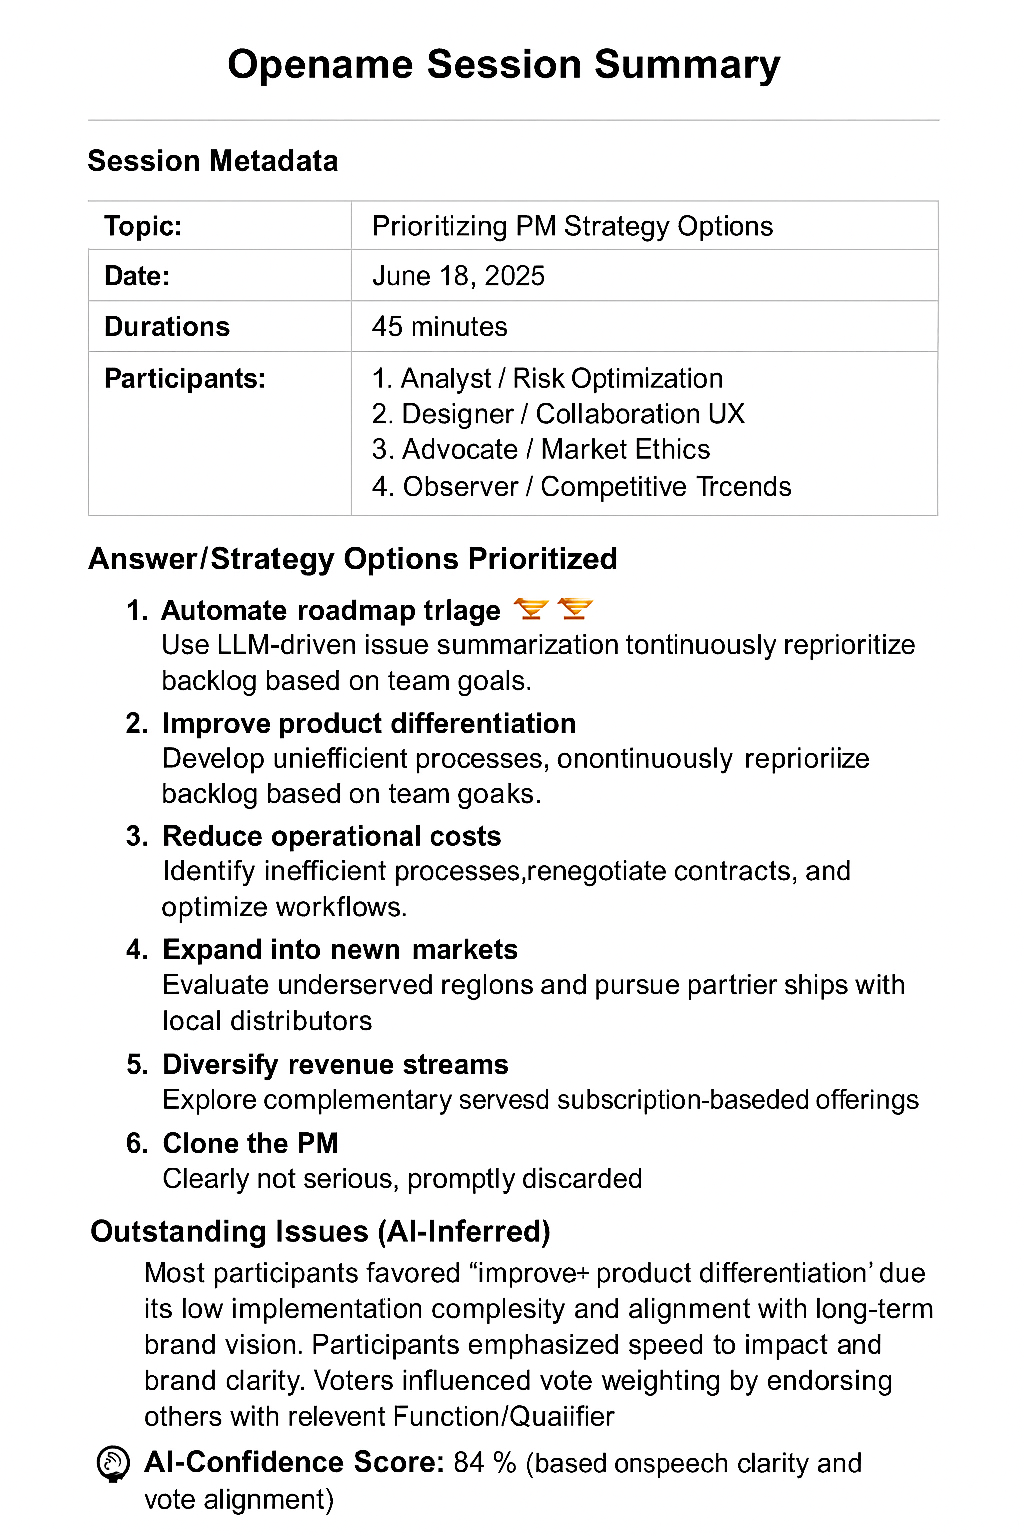 Opename Session Summary
Session Metadata
Topic: Prioritizing PM Strategy Options
Date: June 18, 2025
Durations 45 minutes
Participants: 1. Analyst / Risk Optimization
2. Designer / Collaboration UX
3. Advocate / Market Ethics
4. Observer / Competitive Trcends
Answer/Strategy Options Prioritized
1. Automate roadmap trlage
Use LLM-driven issue summarization tontinuously reprioritize
backlog based on team goals.
2. Improve product differentiation
Develop uniefficient processes, onontinuously reprioriize
backlog based on team goaks.
3. Reduce operational costs
Identify inefficient processes,renegotiate contracts, and
optimize workflows.
4. Expand into newn markets
Evaluate underserved reglons and pursue partrier ships with
local distributors
5. Diversify revenue streams
Explore complementary servesd subscription-baseded offerings
6. Clone the PM
Clearly not serious, promptly discarded
Outstanding Issues (AI-Inferred)
Most participants favored “improve+ product differentiation’ due
its low implementation complesity and alignment with long-term
brand vision. Participants emphasized speed to impact and
brand clarity. Voters influenced vote weighting by endorsing
others with relevent Function/Quaiifier
AI-Confidence Score: 84 % (based onspeech clarity and
vote alignment)